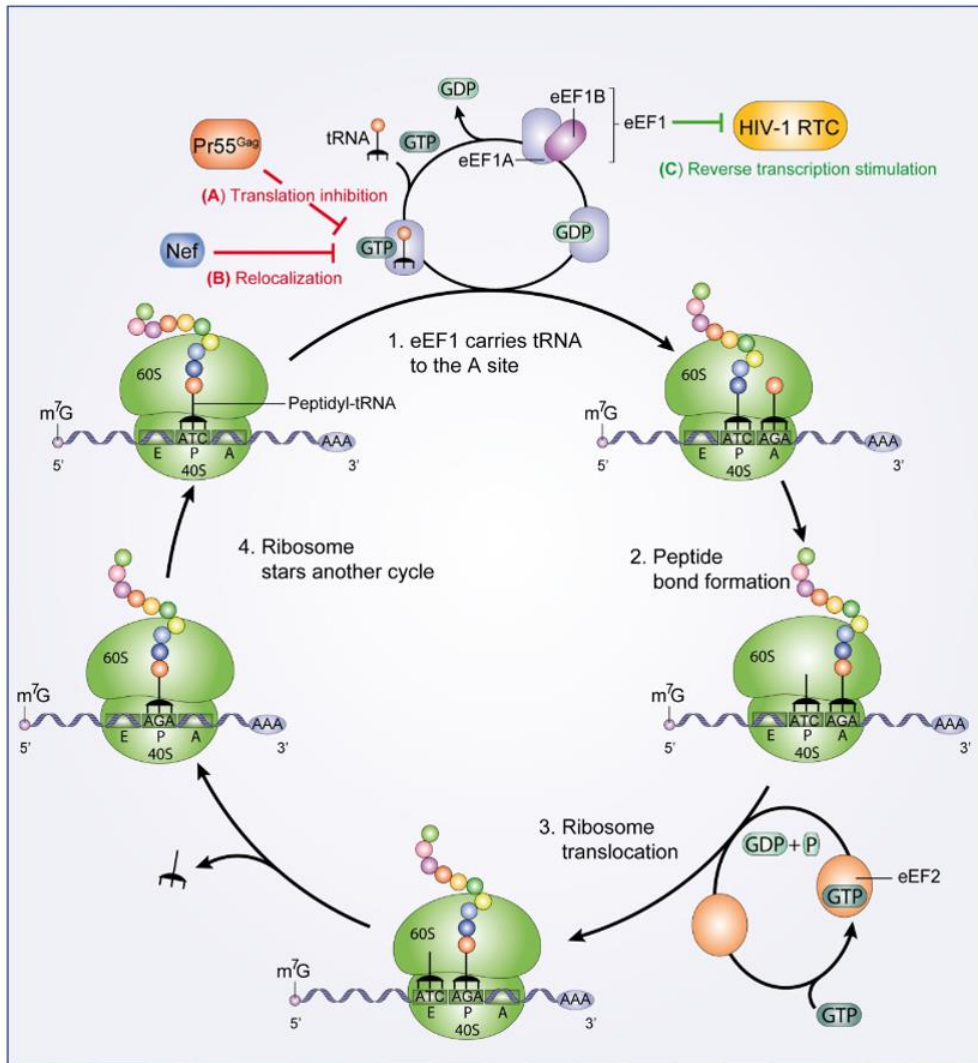 GDP
eEF1B
eEF1
eEF1A
HIV-1 RTC
(C) Reverse transcription stimulation
tRNA
GTP
Pr55Gag
(A) Translation inhibition
Nef
(B) Relocalization
GTP
GDP
1. eEF1 carries tRNA
to the A site
60S
Peptidyl-tRNA
m7G
ATC
AAA
5'
E P A
3'
40S
60S
m7G
ATC AGA
AAA
5'
E P A
3'
40S
2. Peptide
bond formation
60S
m7G
ATC AGA
AAA
5'
E P A
3'
40S
3. Ribosome
translocation
GDP + P
eEF2
GTP
GTP
60S
m7G
ATC AGA
AAA
5'
E P A
3'
40S
4. Ribosome
stars another cycle
60S
m7G
AGA
AAA
5'
E P A
3'
40S